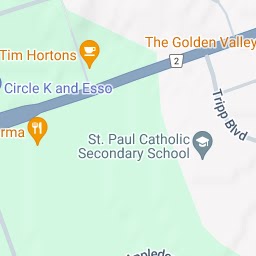 The Golden Valley
Tim Hortons
2
Circle K and Esso
Tripp Blvd
rma
St. Paul Catholic
Secondary School